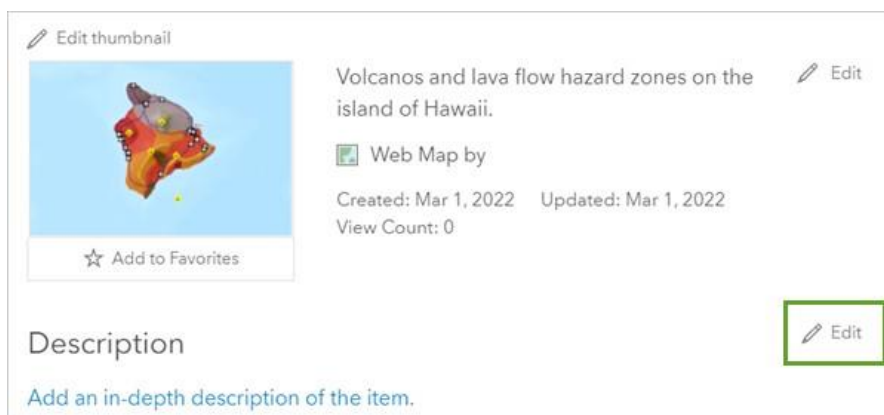 Edit thumbnail
Volcanos and lava flow hazard zones on the
island of Hawaii.
Edit
Web Map by
Created: Mar 1, 2022 Updated: Mar 1, 2022
View Count: 0
Add to Favorites
Description
Edit
Add an in-depth description of the item.